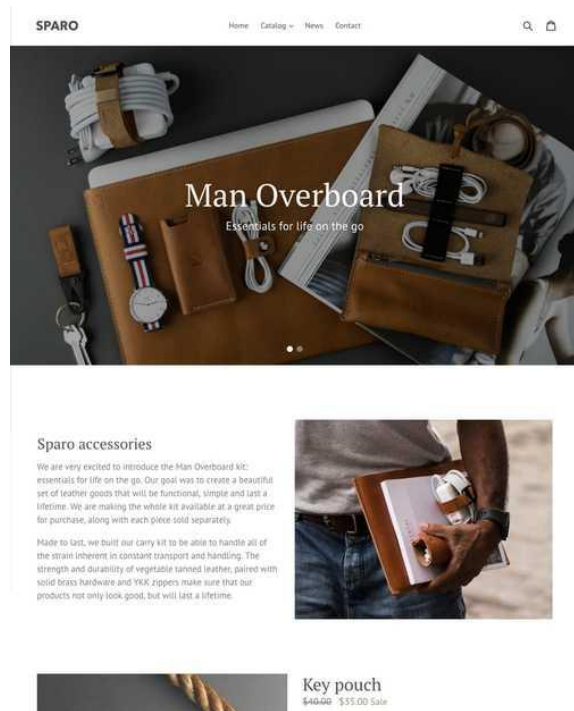 SPARO
Home Catalog News Contact
Man Overboard
Essentials for life on the go
Sparo accessories
We are very excited to introduce the Man Overboard kit:
essentials for life on the go. Our goal was to create a beautiful
set of leather goods that will be functional, simple and last a
lifetime. We are making the whole kit available at a great price
for purchase, along with each piece sold separately.
Made to last, we built our carry kit to be able to handle all of
the strain inherent in constant transport and handling. The
strength and durability of vegetable tanned leather, paired with
solid brass hardware and YKK zippers make sure that our
products not only look good, but will last a lifetime.
Key pouch
$40.00 $35.00 Sale